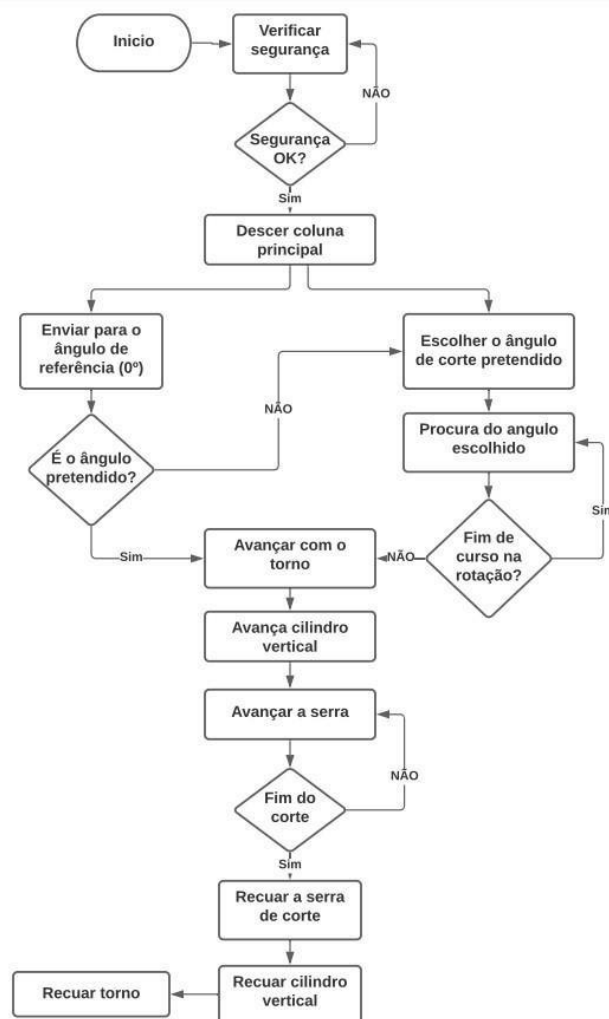 Inicio
Verificar
segurança
NÃO
Segurança
OK?
Sim
Descer coluna
principal
Enviar para o
ângulo de
referência (0º)
Escolher o ângulo
de corte pretendido
NÃO
É o ângulo
pretendido?
Procura do angulo
escolhido
Sim
Fim de
curso na
rotação?
Sim
Avançar com o
torno
NÃO
Avança cilindro
vertical
Avançar a serra
NÃO
Fim do
corte
Sim
Recuar a serra
de corte
Recuar cilindro
vertical
Recuar torno